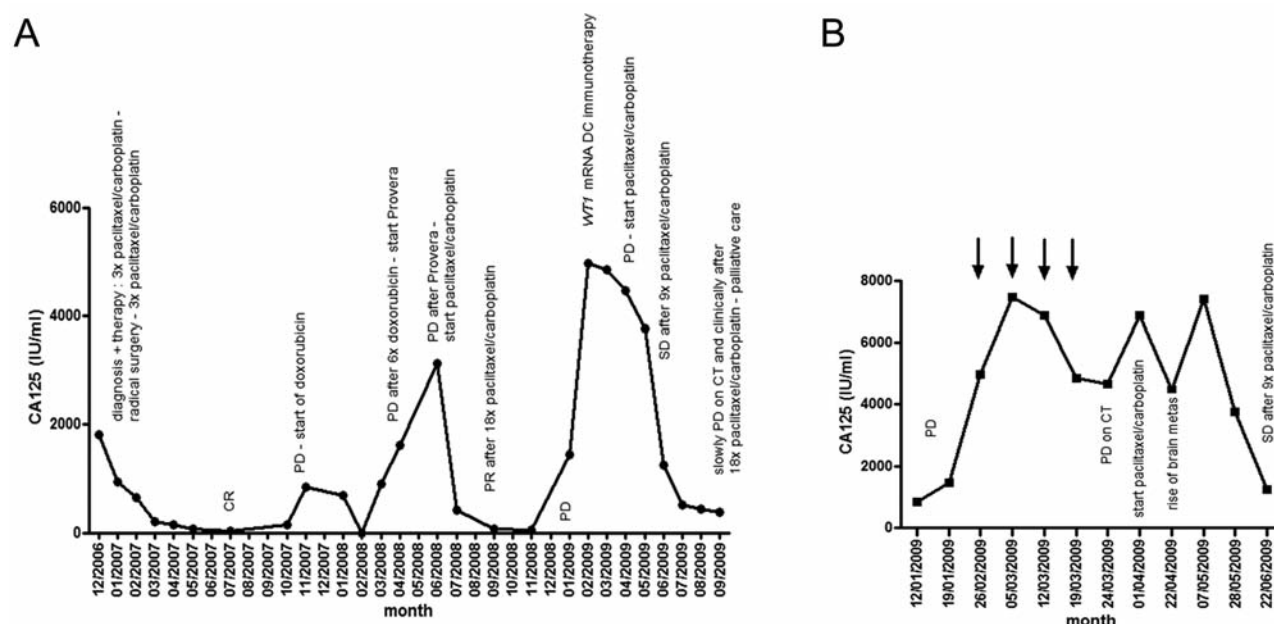 A
CA125 (IU/ml)
6000
4000
2000
0
diagnosis + therapy : 3x paclitaxel/carboplatin -
radical surgery - 3x paclitaxel/carboplatin
CR
PD - start of doxorubicin
PD after 6x doxorubicin - start Provera
PD after Provera -
start paclitaxel/carboplatin
PR after 18x paclitaxel/carboplatin
PD
WT1 mRNA DC immunotherapy
PD - start paclitaxel/carboplatin
SD after 9x paclitaxel/carboplatin
slowly PD on CT and clinically after
18x paclitaxel/carboplatin - palliative care
12/2006
01/2007
02/2007
03/2007
04/2007
05/2007
06/2007
07/2007
08/2007
09/2007
10/2007
11/2007
12/2007
01/2008
02/2008
03/2008
04/2008
05/2008
06/2008
07/2008
08/2008
09/2008
10/2008
11/2008
12/2008
01/2009
02/2009
03/2009
04/2009
05/2009
06/2009
07/2009
08/2009
09/2009
month
B
CA125 (IU/ml)
8000
6000
4000
2000
0
PD
PD on CT
start paclitaxel/carboplatin
rise of brain metas
SD after 9x paclitaxel/carboplatin
12/01/2009
19/01/2009
26/02/2009
05/03/2009
12/03/2009
19/03/2009
24/03/2009
01/04/2009
22/04/2009
07/05/2009
28/05/2009
22/06/2009
month